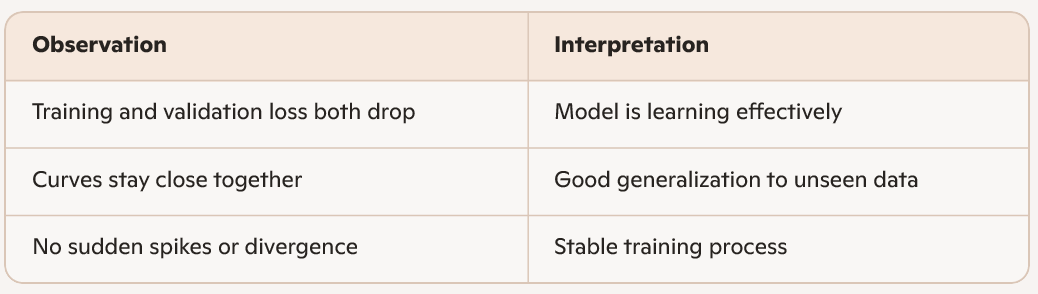 Observation Interpretation
Training and validation loss both drop Model is learning effectively
Curves stay close together Good generalization to unseen data
No sudden spikes or divergence Stable training process